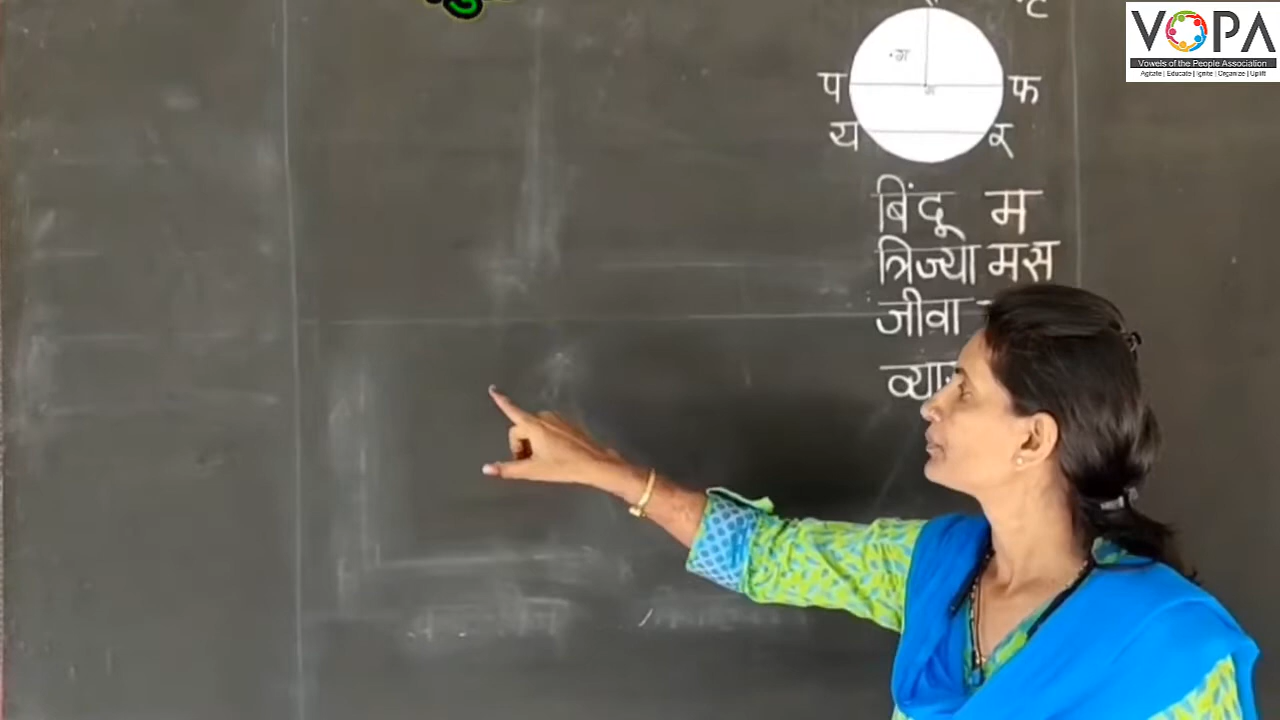 VOPA
Vowels of the People Association
Agitate | Educate | Ignite | Organize | Uplift
प फ
य र
बिंदू म
त्रिज्या मस
जीवा